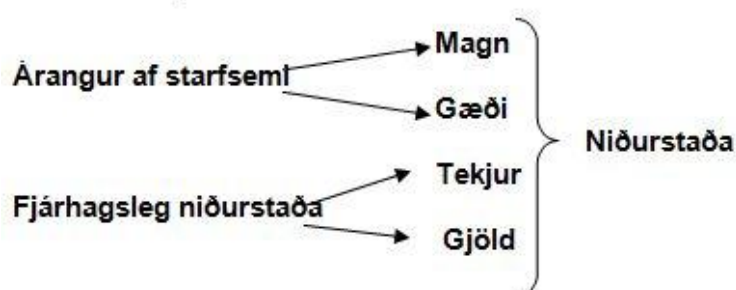 Árangur af starfsemi
Magn
Gæði
Fjárhagsleg niðurstaða
Tekjur
Gjöld
Niðurstaða